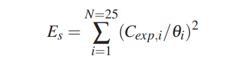 N=25
E_s = ∑ (C_{exp,i}/θ_i)^2
i=1